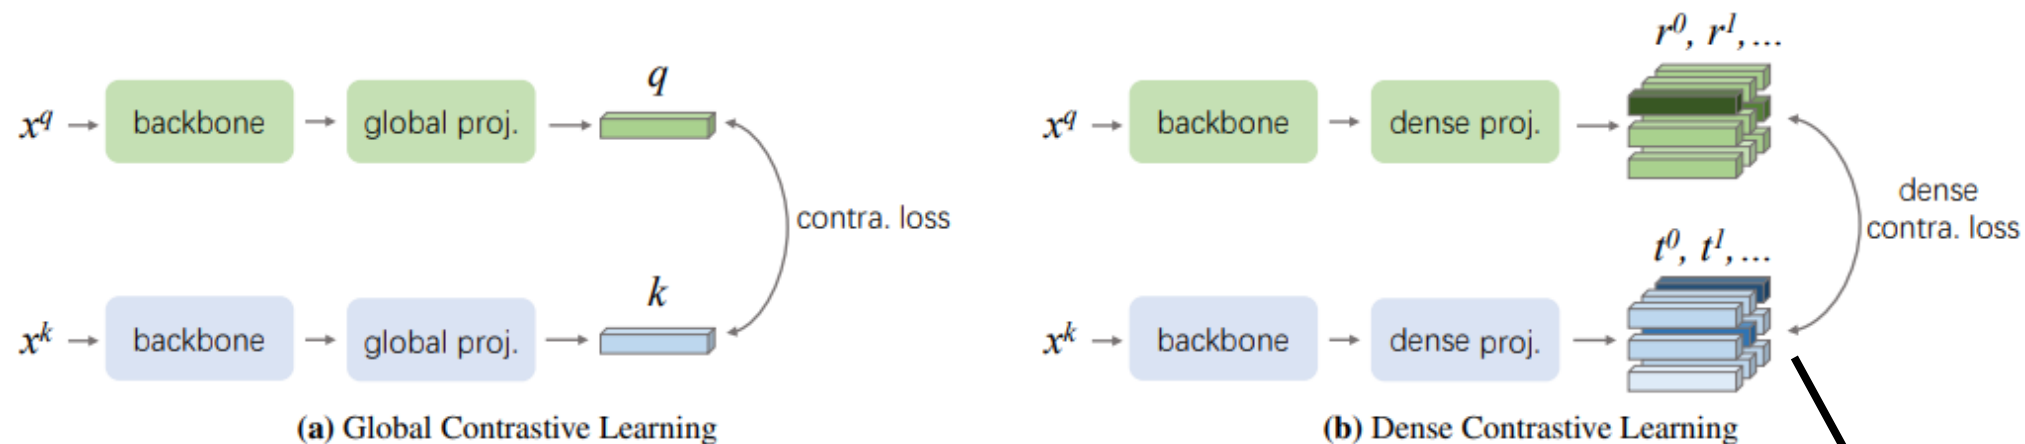 q
x^q
backbone
global proj.
contra. loss
k
x^k
backbone
global proj.
(a) Global Contrastive Learning
r^0, r^1,...
x^q
backbone
dense proj.
dense
contra. loss
t^0, t^1,...
x^k
backbone
dense proj.
(b) Dense Contrastive Learning